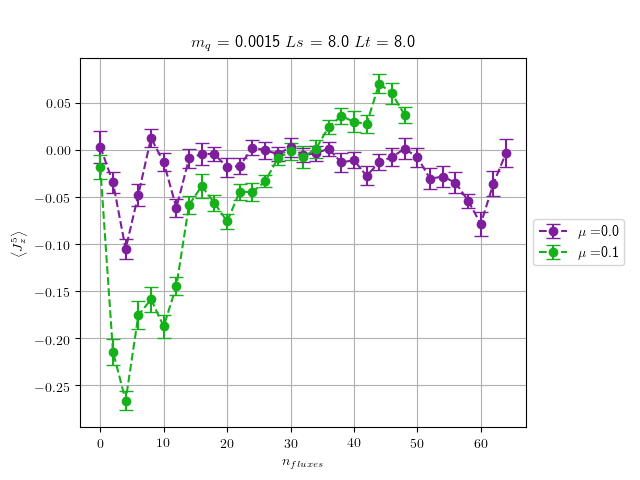 $m_q$ = 0.0015 $Ls$ = 8.0 $Lt$ = 8.0
0.05
0.00
−0.05
−0.10
−0.15
−0.20
−0.25
$\langle J_z^5 \rangle$
0 10 20 30 40 50 60
$n_{fluxes}$
μ =0.0
μ =0.1